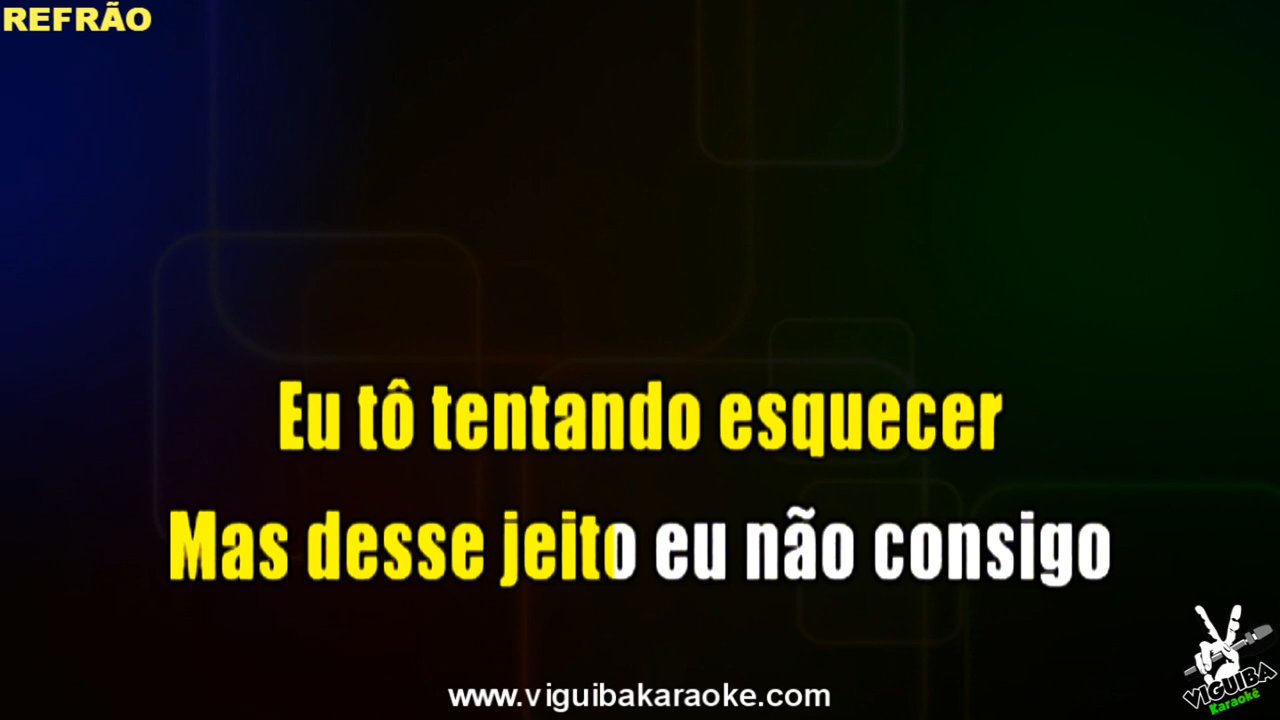 REFRÃO
Eu tô tentando esquecer
Mas desse jeito eu não consigo
www.viguibakaraoke.com
VIGUIBA
Karaokê